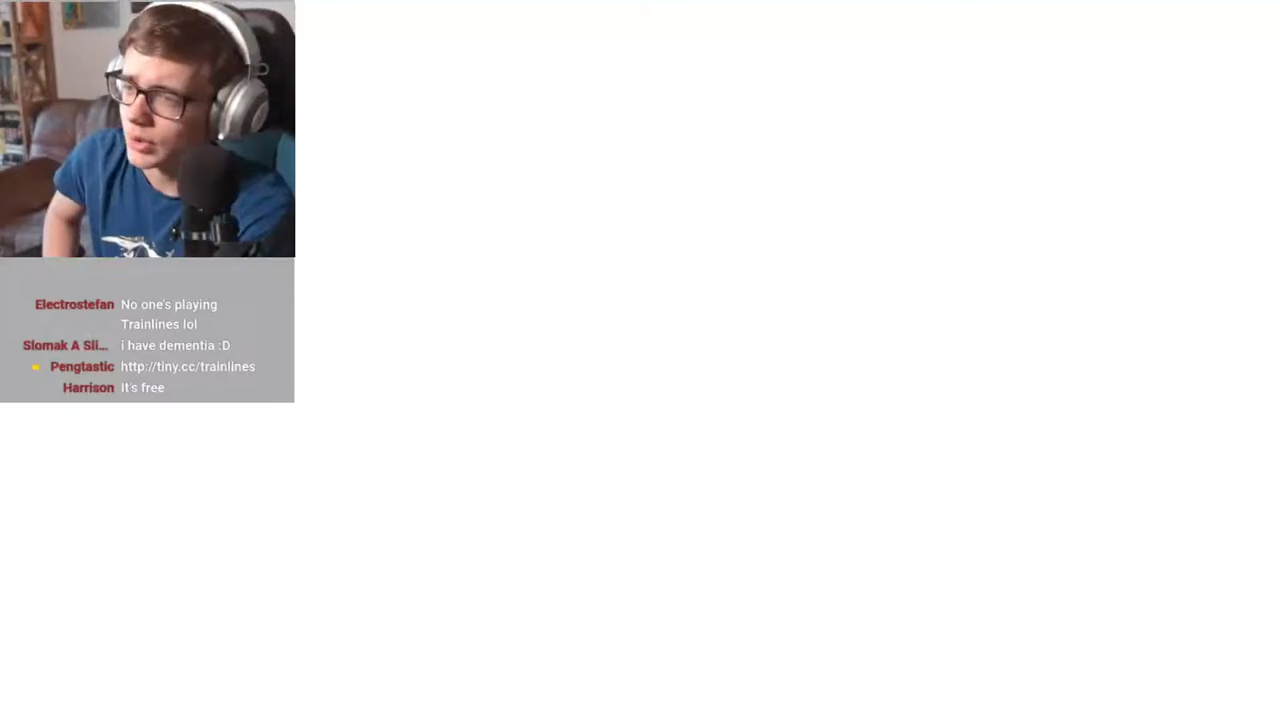 Electrostefan No one's playing
Trainlines lol
Slomak A Sli... i have dementia :D
Pengtastic http://tiny.cc/trainlines
Harrison It's free